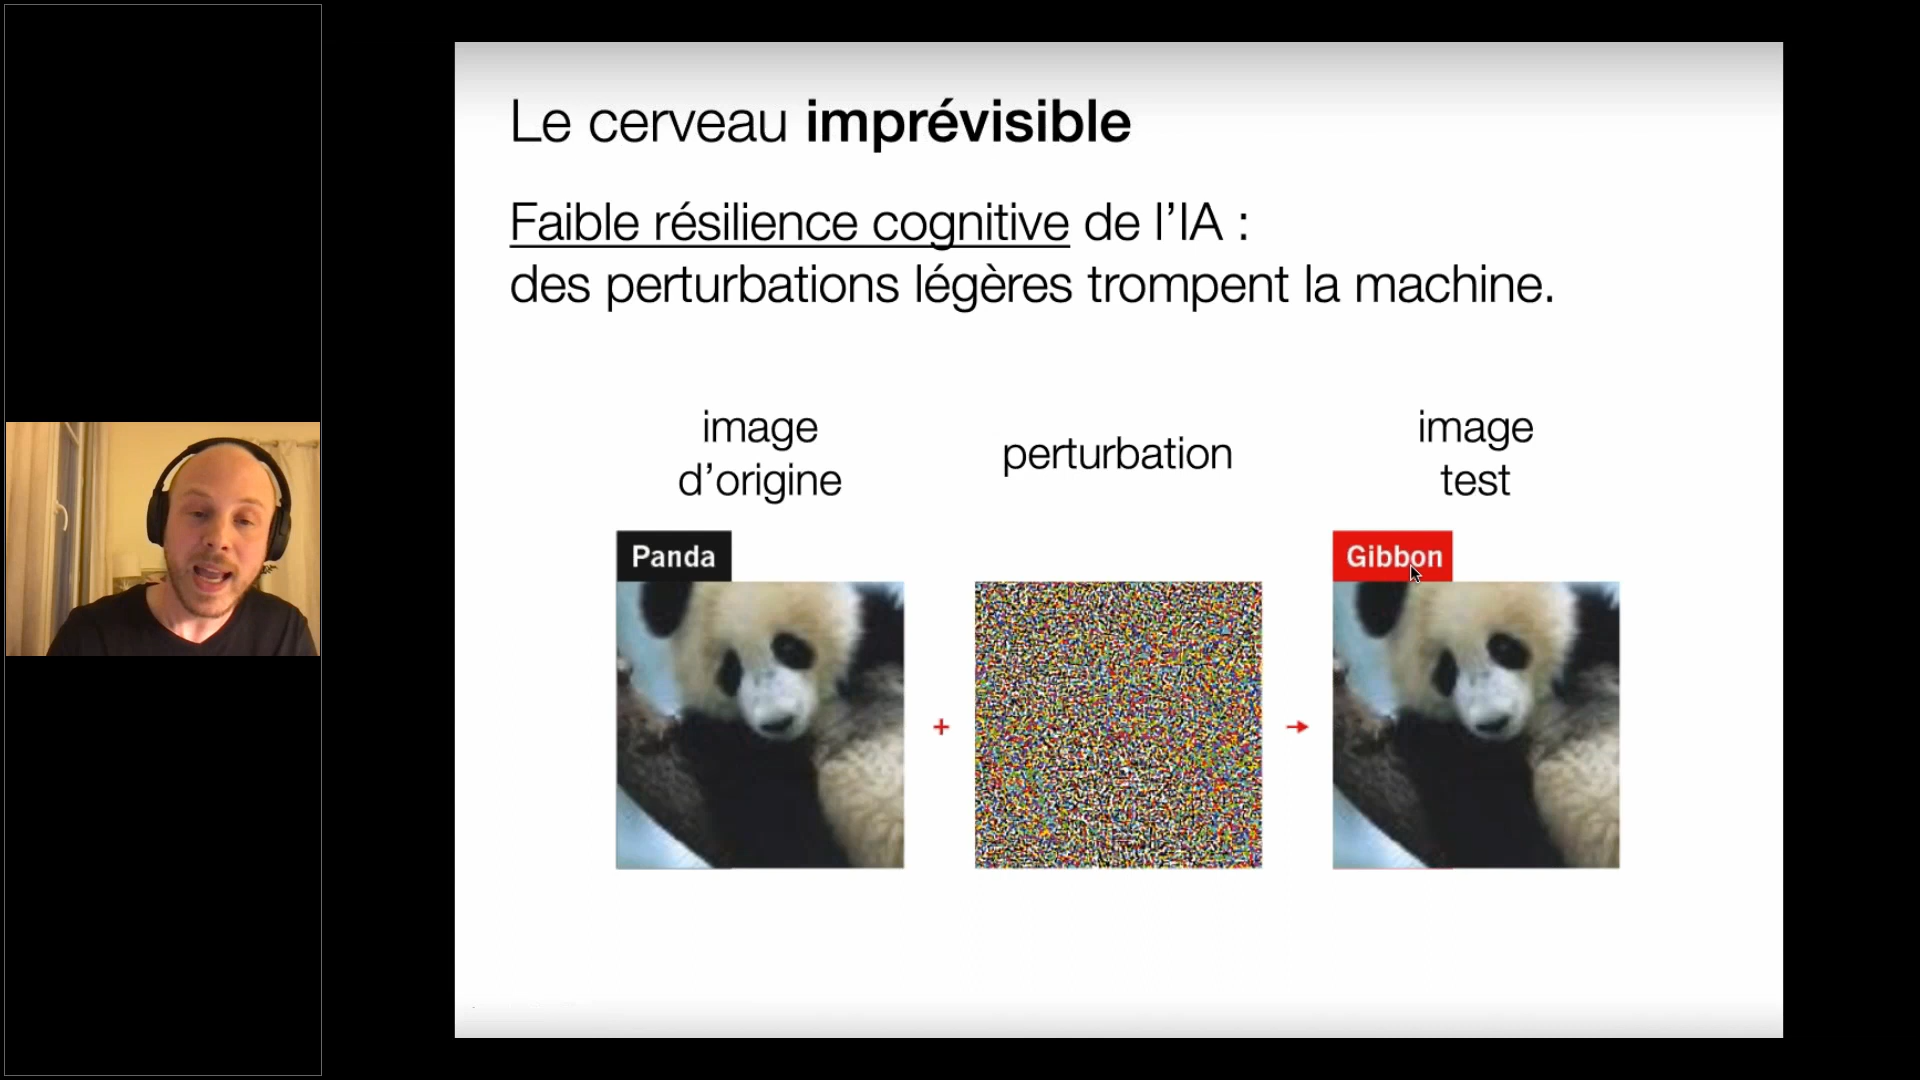 Le cerveau imprévisible
Faible résilience cognitive de l’IA :
des perturbations légères trompent la machine.
image
d’origine
perturbation
image
test
Panda
Gibbon
+
→